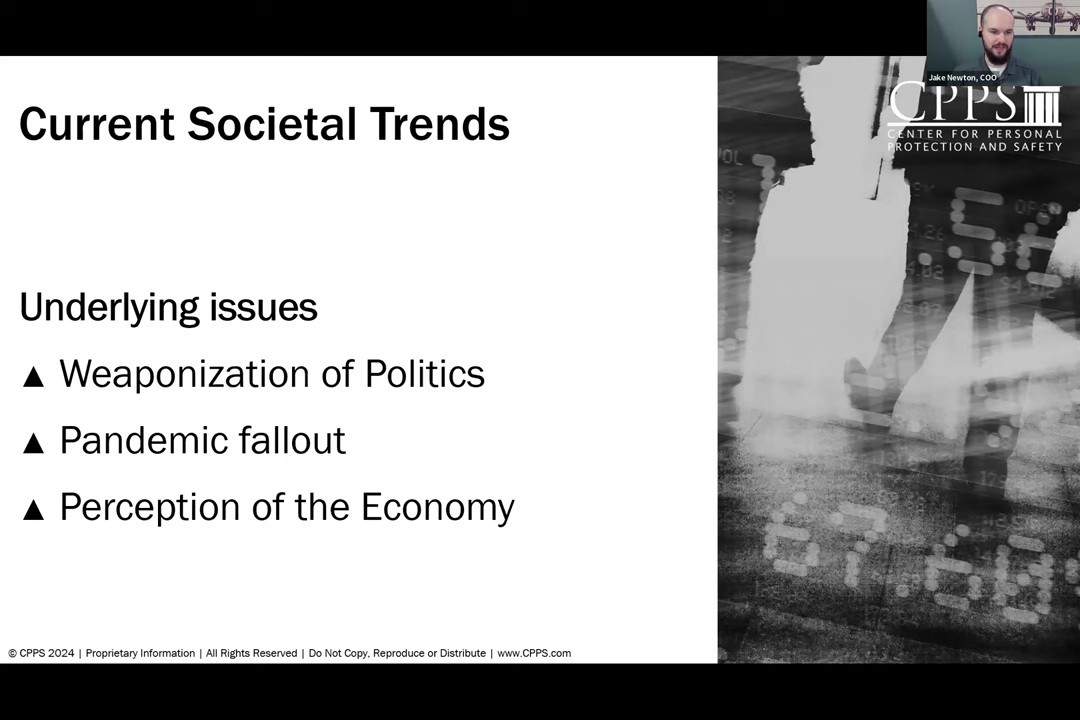 Jake Newton, COO
CPPS
CENTER FOR PERSONAL
PROTECTION AND SAFETY
Current Societal Trends
Underlying issues
▲ Weaponization of Politics
▲ Pandemic fallout
▲ Perception of the Economy
© CPPS 2024 | Proprietary Information | All Rights Reserved | Do Not Copy, Reproduce or Distribute | www.CPPS.com